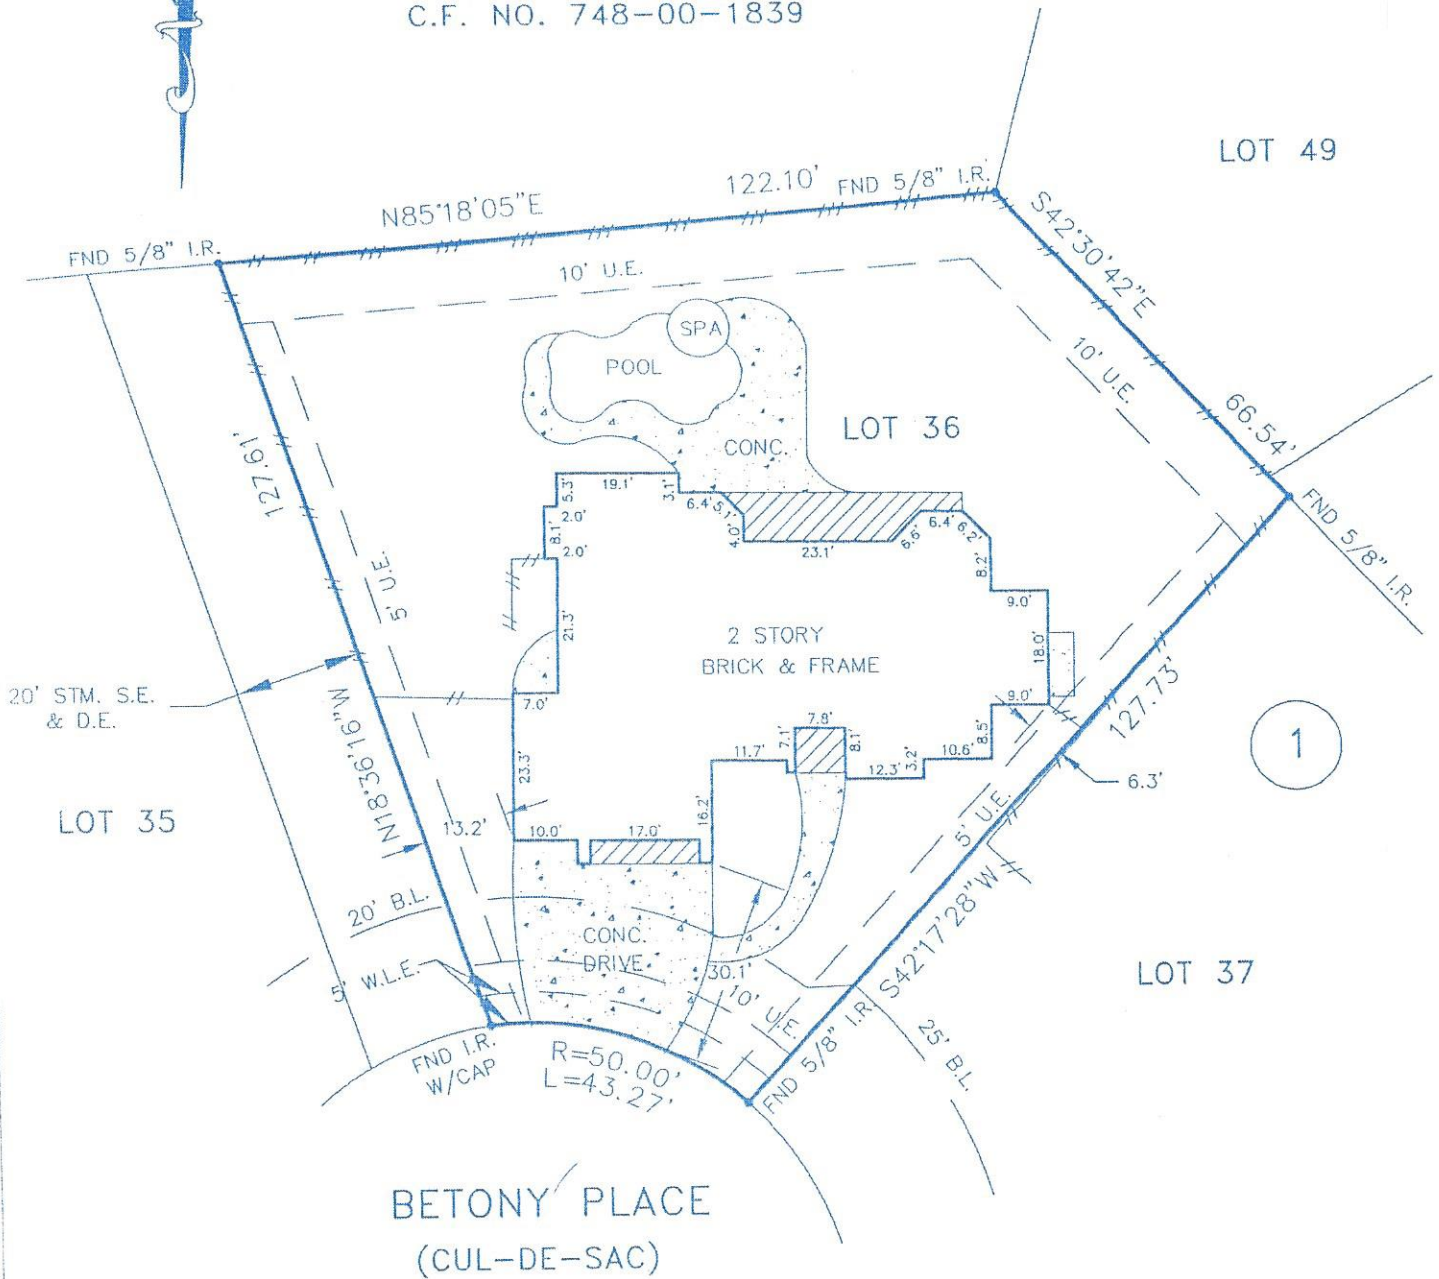 C.F. NO. 748-00-1839
LOT 49
N85°18'05"E
122.10'
FND 5/8" I.R.
S42°30'42"E
FND 5/8" I.R.
10' U.E.
SPA
POOL
10' U.E.
LOT 36
66.54'
CONC.
127.61'
5.3'
19.1'
3.1'
6.4'
5.1'
4.0'
2.0'
8.1'
2.0'
23.1'
6.6'
6.4'
6.2'
8.2'
FND 5/8" I.R.
5' U.E.
9.0'
21.3'
2 STORY
BRICK & FRAME
18.0'
20' STM. S.E.
& D.E.
7.0'
9.0'
127.73'
N18°36'16"W
7.8'
7.1'
8.1'
8.5'
1
11.7'
12.3'
3.2'
10.6'
6.3'
23.3'
16.2'
LOT 35
13.2'
10.0'
17.0'
5' U.E.
20' B.L.
S42°17'28"W
CONC.
DRIVE
30.1'
LOT 37
5' W.L.E.
10' U.E.
FND 5/8" I.R.
25' B.L.
FND I.R.
W/CAP
R=50.00'
L=43.27'
BETONY PLACE
(CUL-DE-SAC)